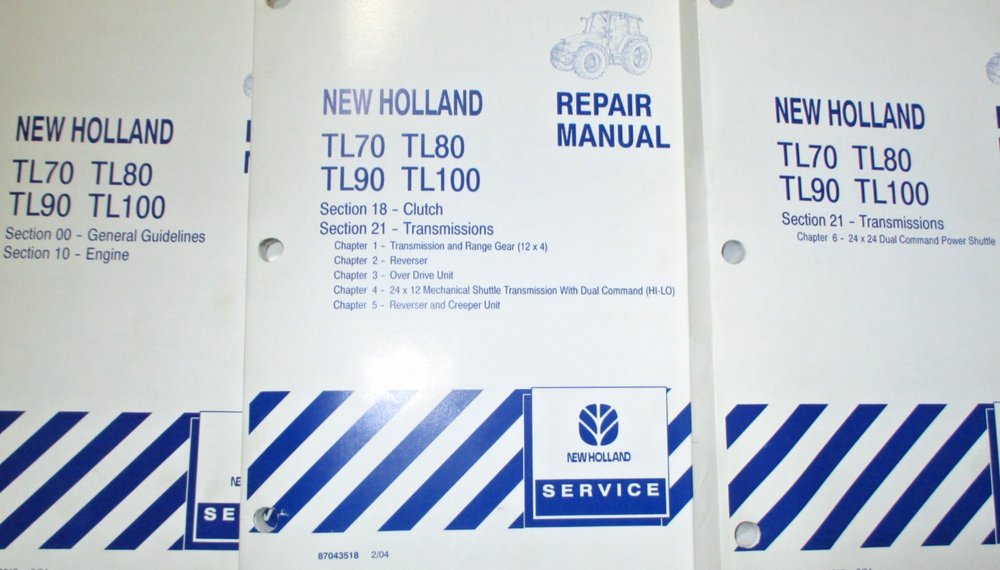 NEW HOLLAND
TL70 TL80
TL90 TL100
Section 00 - General Guidelines
Section 10 - Engine
SE
NEW HOLLAND
REPAIR
MANUAL
TL70 TL80
TL90 TL100
Section 18 - Clutch
Section 21 - Transmissions
Chapter 1 - Transmission and Range Gear (12 x 4)
Chapter 2 - Reverser
Chapter 3 - Over Drive Unit
Chapter 4 - 24 x 12 Mechanical Shuttle Transmission With Dual Command (HI-LO)
Chapter 5 - Reverser and Creeper Unit
NEW HOLLAND
SERVICE
87043518 2/04
NEW HOLLAND
TL70 TL80
TL90 TL100
Section 21 - Transmissions
Chapter 6 - 24 x 24 Dual Command Power Shuttle